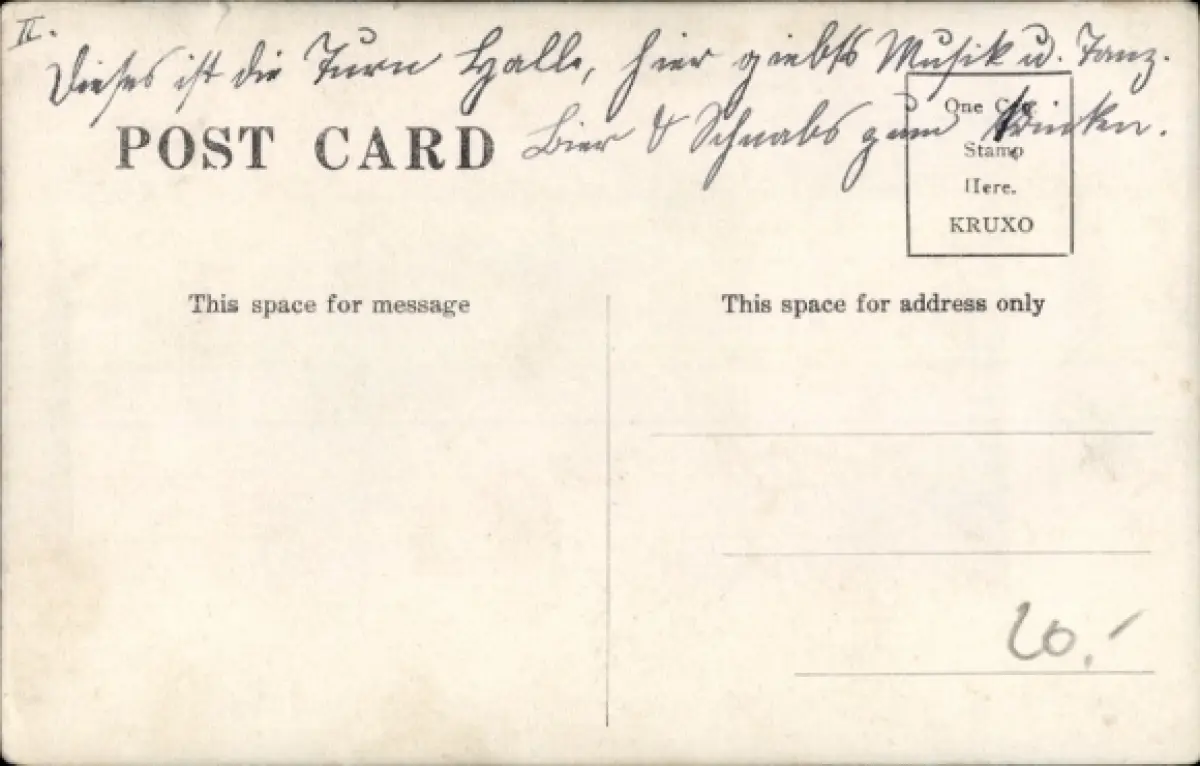 II.
Dieses ist die Turn Halle, hier giebts Musik u. Tanz.
Bier & Schnabs zum trinken.
POST CARD
One Cent
Stamp
Here.
KRUXO
This space for message
This space for address only
20.-